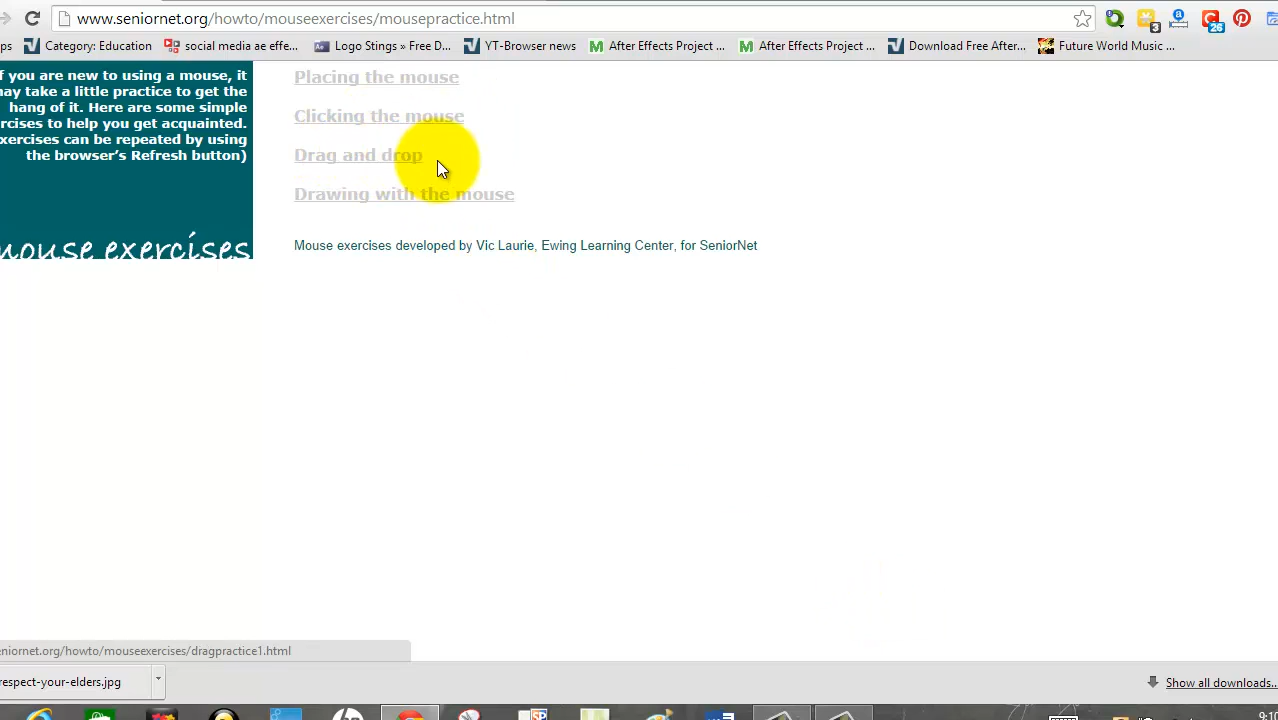 www.seniornet.org/howto/mouseexercises/mousepractice.html
ps Category: Education social media ae effe... Logo Stings » Free D... YT-Browser news After Effects Project ... After Effects Project ... Download Free After... Future World Music ...
3
26
f you are new to using a mouse, it
may take a little practice to get the
hang of it. Here are some simple
rcises to help you get acquainted.
xercises can be repeated by using
the browser’s Refresh button)
mouse exercises
Placing the mouse
Clicking the mouse
Drag and drop
Drawing with the mouse
Mouse exercises developed by Vic Laurie, Ewing Learning Center, for SeniorNet
eniornet.org/howto/mouseexercises/dragpractice1.html
respect-your-elders.jpg
Show all downloads...